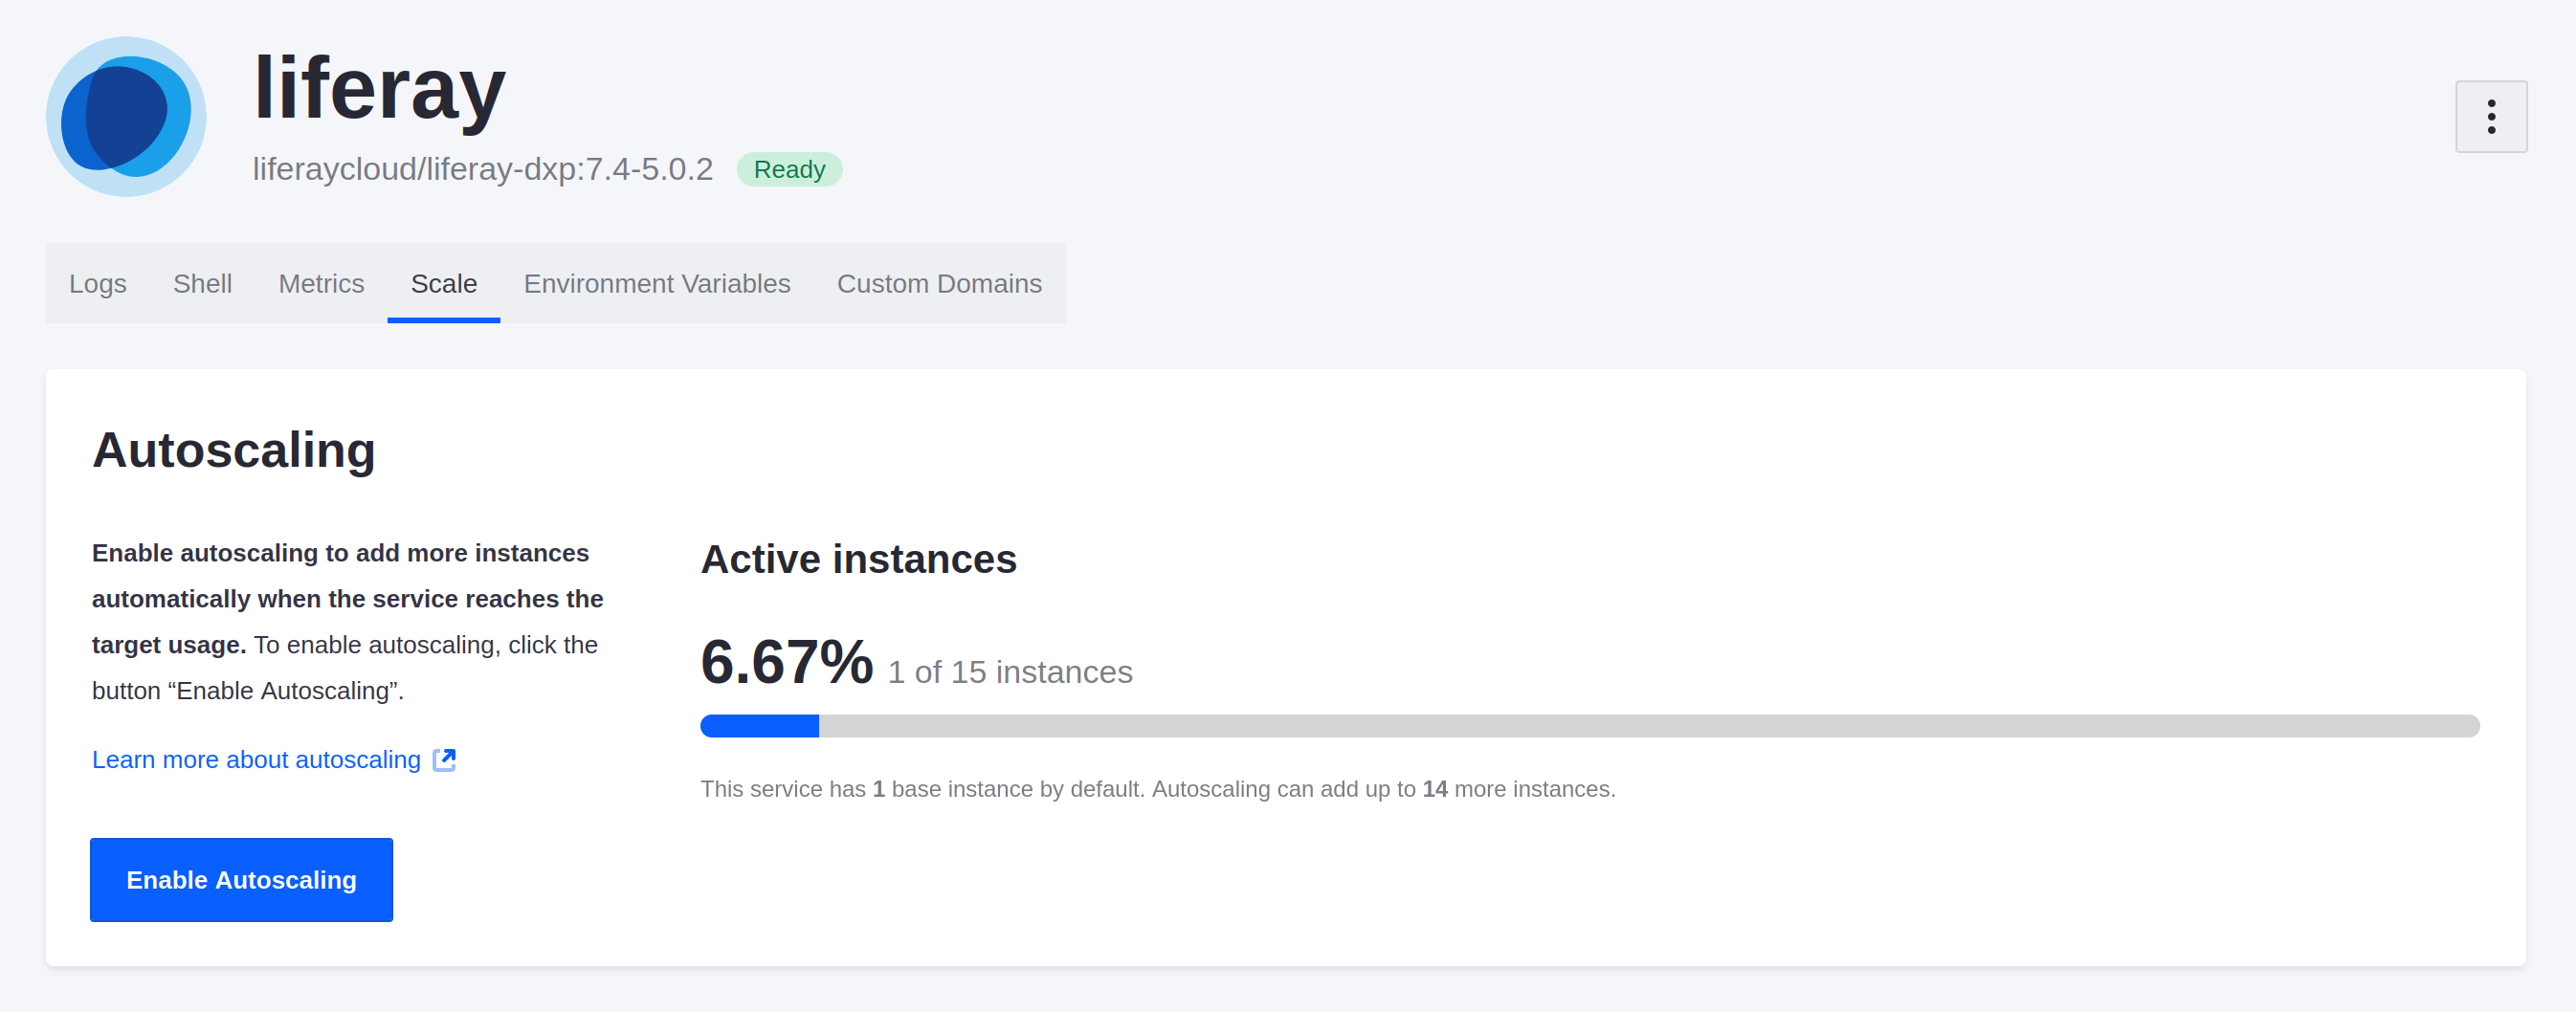 liferay
liferaycloud/liferay-dxp:7.4-5.0.2 Ready
Logs Shell Metrics Scale Environment Variables Custom Domains
Autoscaling
Enable autoscaling to add more instances
automatically when the service reaches the
target usage. To enable autoscaling, click the
button “Enable Autoscaling”.
Learn more about autoscaling
Enable Autoscaling
Active instances
6.67% 1 of 15 instances
This service has 1 base instance by default. Autoscaling can add up to 14 more instances.